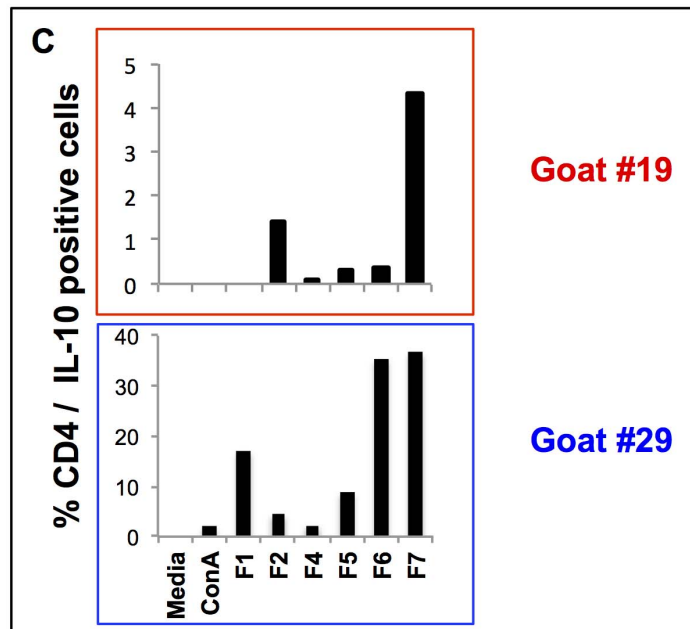 C
% CD4 / IL-10 positive cells
5
4
3
2
1
0
Goat #19
40
30
20
10
0
Goat #29
Media
ConA
F1
F2
F4
F5
F6
F7